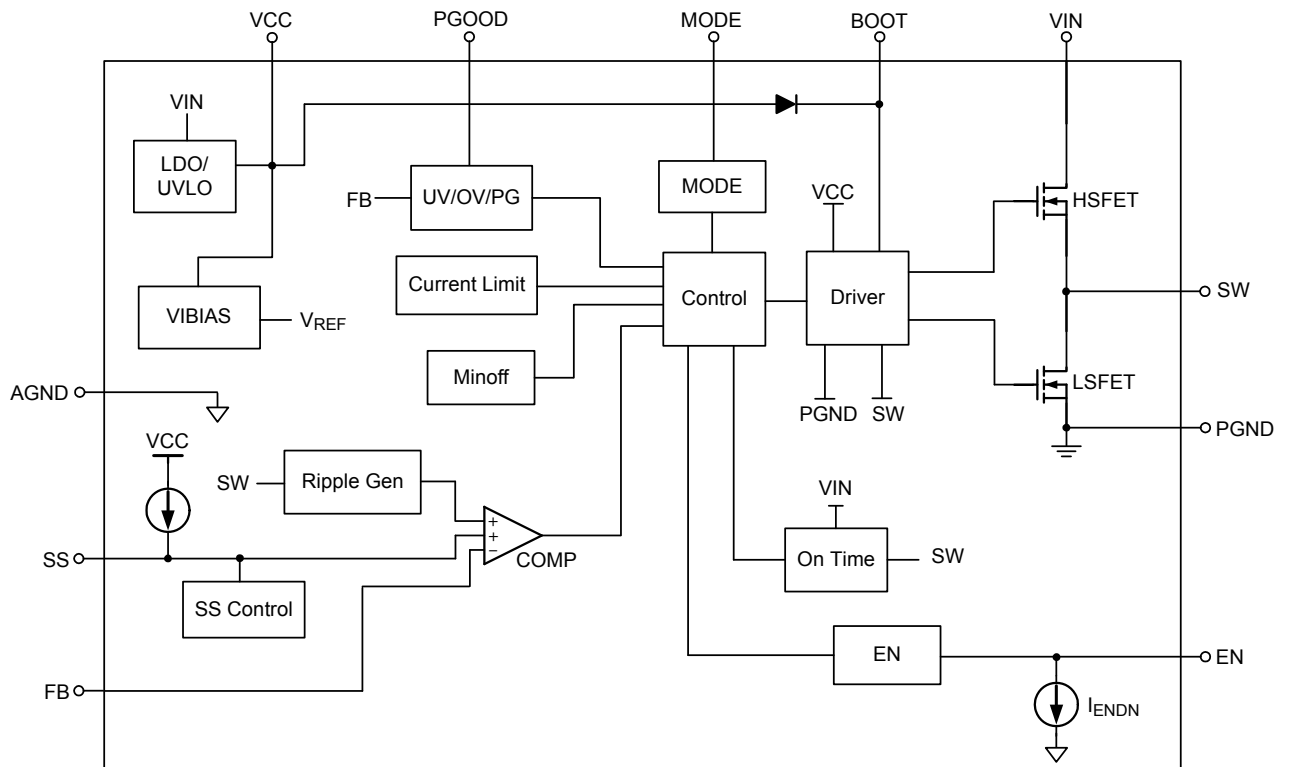 VCC
PGOOD
MODE
BOOT
VIN
VIN
LDO/
UVLO
FB
UV/OV/PG
MODE
VCC
HSFET
Current Limit
Control
Driver
SW
VIBIAS
VREF
Minoff
LSFET
AGND
PGND
SW
PGND
VCC
SW
Ripple Gen
VIN
+
+
−
COMP
SS
On Time
SW
SS Control
EN
EN
FB
IENDN